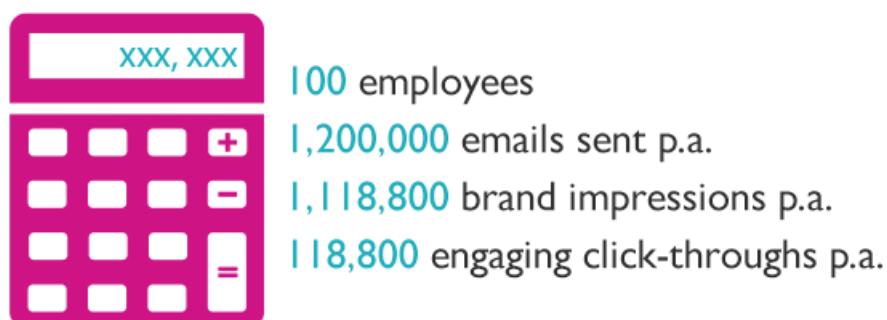 xxx, xxx
100 employees
+
1,200,000 emails sent p.a.
–
1,118,800 brand impressions p.a.
=
118,800 engaging click-throughs p.a.